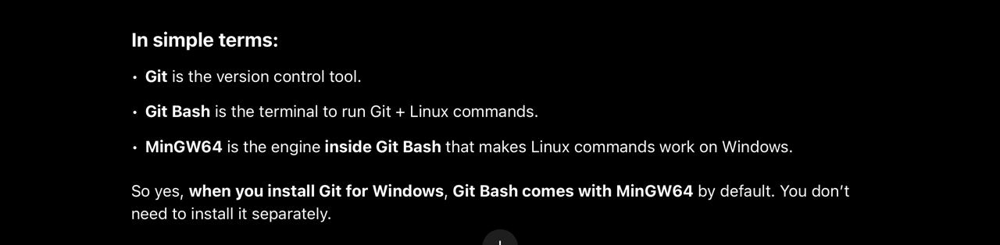 In simple terms:
• Git is the version control tool.
• Git Bash is the terminal to run Git + Linux commands.
• MinGW64 is the engine inside Git Bash that makes Linux commands work on Windows.
So yes, when you install Git for Windows, Git Bash comes with MinGW64 by default. You don’t
need to install it separately.